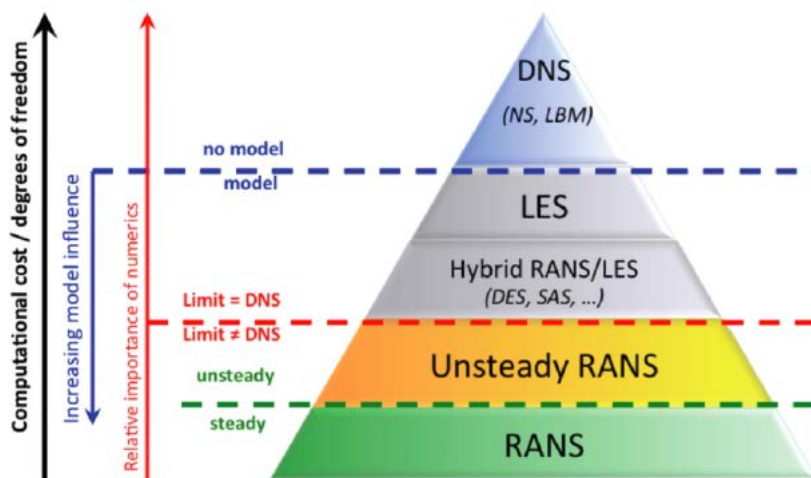 Computational cost / degrees of freedom
Increasing model influence
Relative importance of numerics
DNS
(NS, LBM)
no model
model
LES
Hybrid RANS/LES
(DES, SAS, ...)
Limit = DNS
Limit ≠ DNS
Unsteady RANS
unsteady
steady
RANS